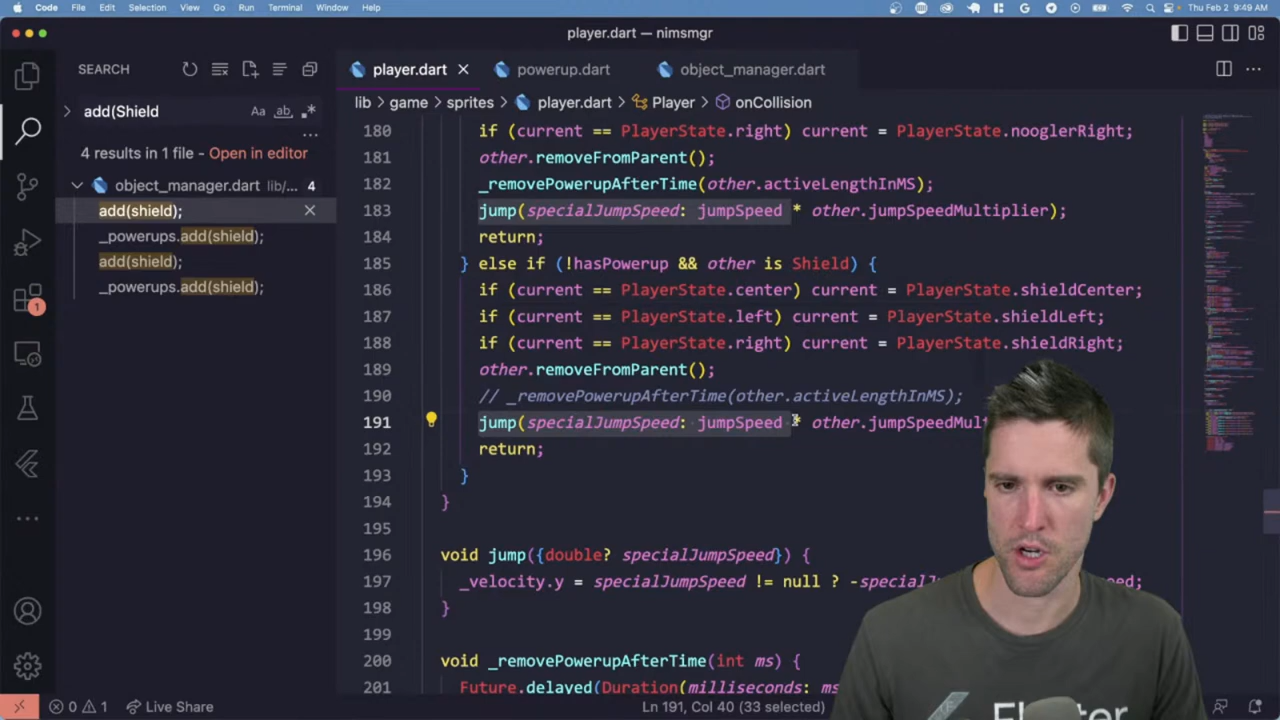 Code File Edit Selection View Go Run Terminal Window Help
Thu Feb 2 9:49 AM
player.dart — nimsmgr
SEARCH
player.dart
powerup.dart
object_manager.dart
lib > game > sprites > player.dart > Player > onCollision
add(Shield
4 results in 1 file - Open in editor
object_manager.dart lib/... 4
add(shield);
_powerups.add(shield);
add(shield);
_powerups.add(shield);
180 if (current == PlayerState.right) current = PlayerState.nooglerRight;
181 other.removeFromParent();
182 _removePowerupAfterTime(other.activeLengthInMS);
183 jump(specialJumpSpeed: jumpSpeed * other.jumpSpeedMultiplier);
184 return;
185 } else if (!hasPowerup && other is Shield) {
186 if (current == PlayerState.center) current = PlayerState.shieldCenter;
187 if (current == PlayerState.left) current = PlayerState.shieldLeft;
188 if (current == PlayerState.right) current = PlayerState.shieldRight;
189 other.removeFromParent();
190 // _removePowerupAfterTime(other.activeLengthInMS);
191 jump(specialJumpSpeed: jumpSpeed * other.jumpSpeedMult
192 return;
193 }
194 }
195
196 void jump({double? specialJumpSpeed}) {
197 _velocity.y = specialJumpSpeed != null ? -special
198 }
199
200 void _removePowerupAfterTime(int ms) {
201 Future.delayed(Duration(milliseconds: ms
1
0 1 Live Share
Ln 191, Col 40 (33 selected)